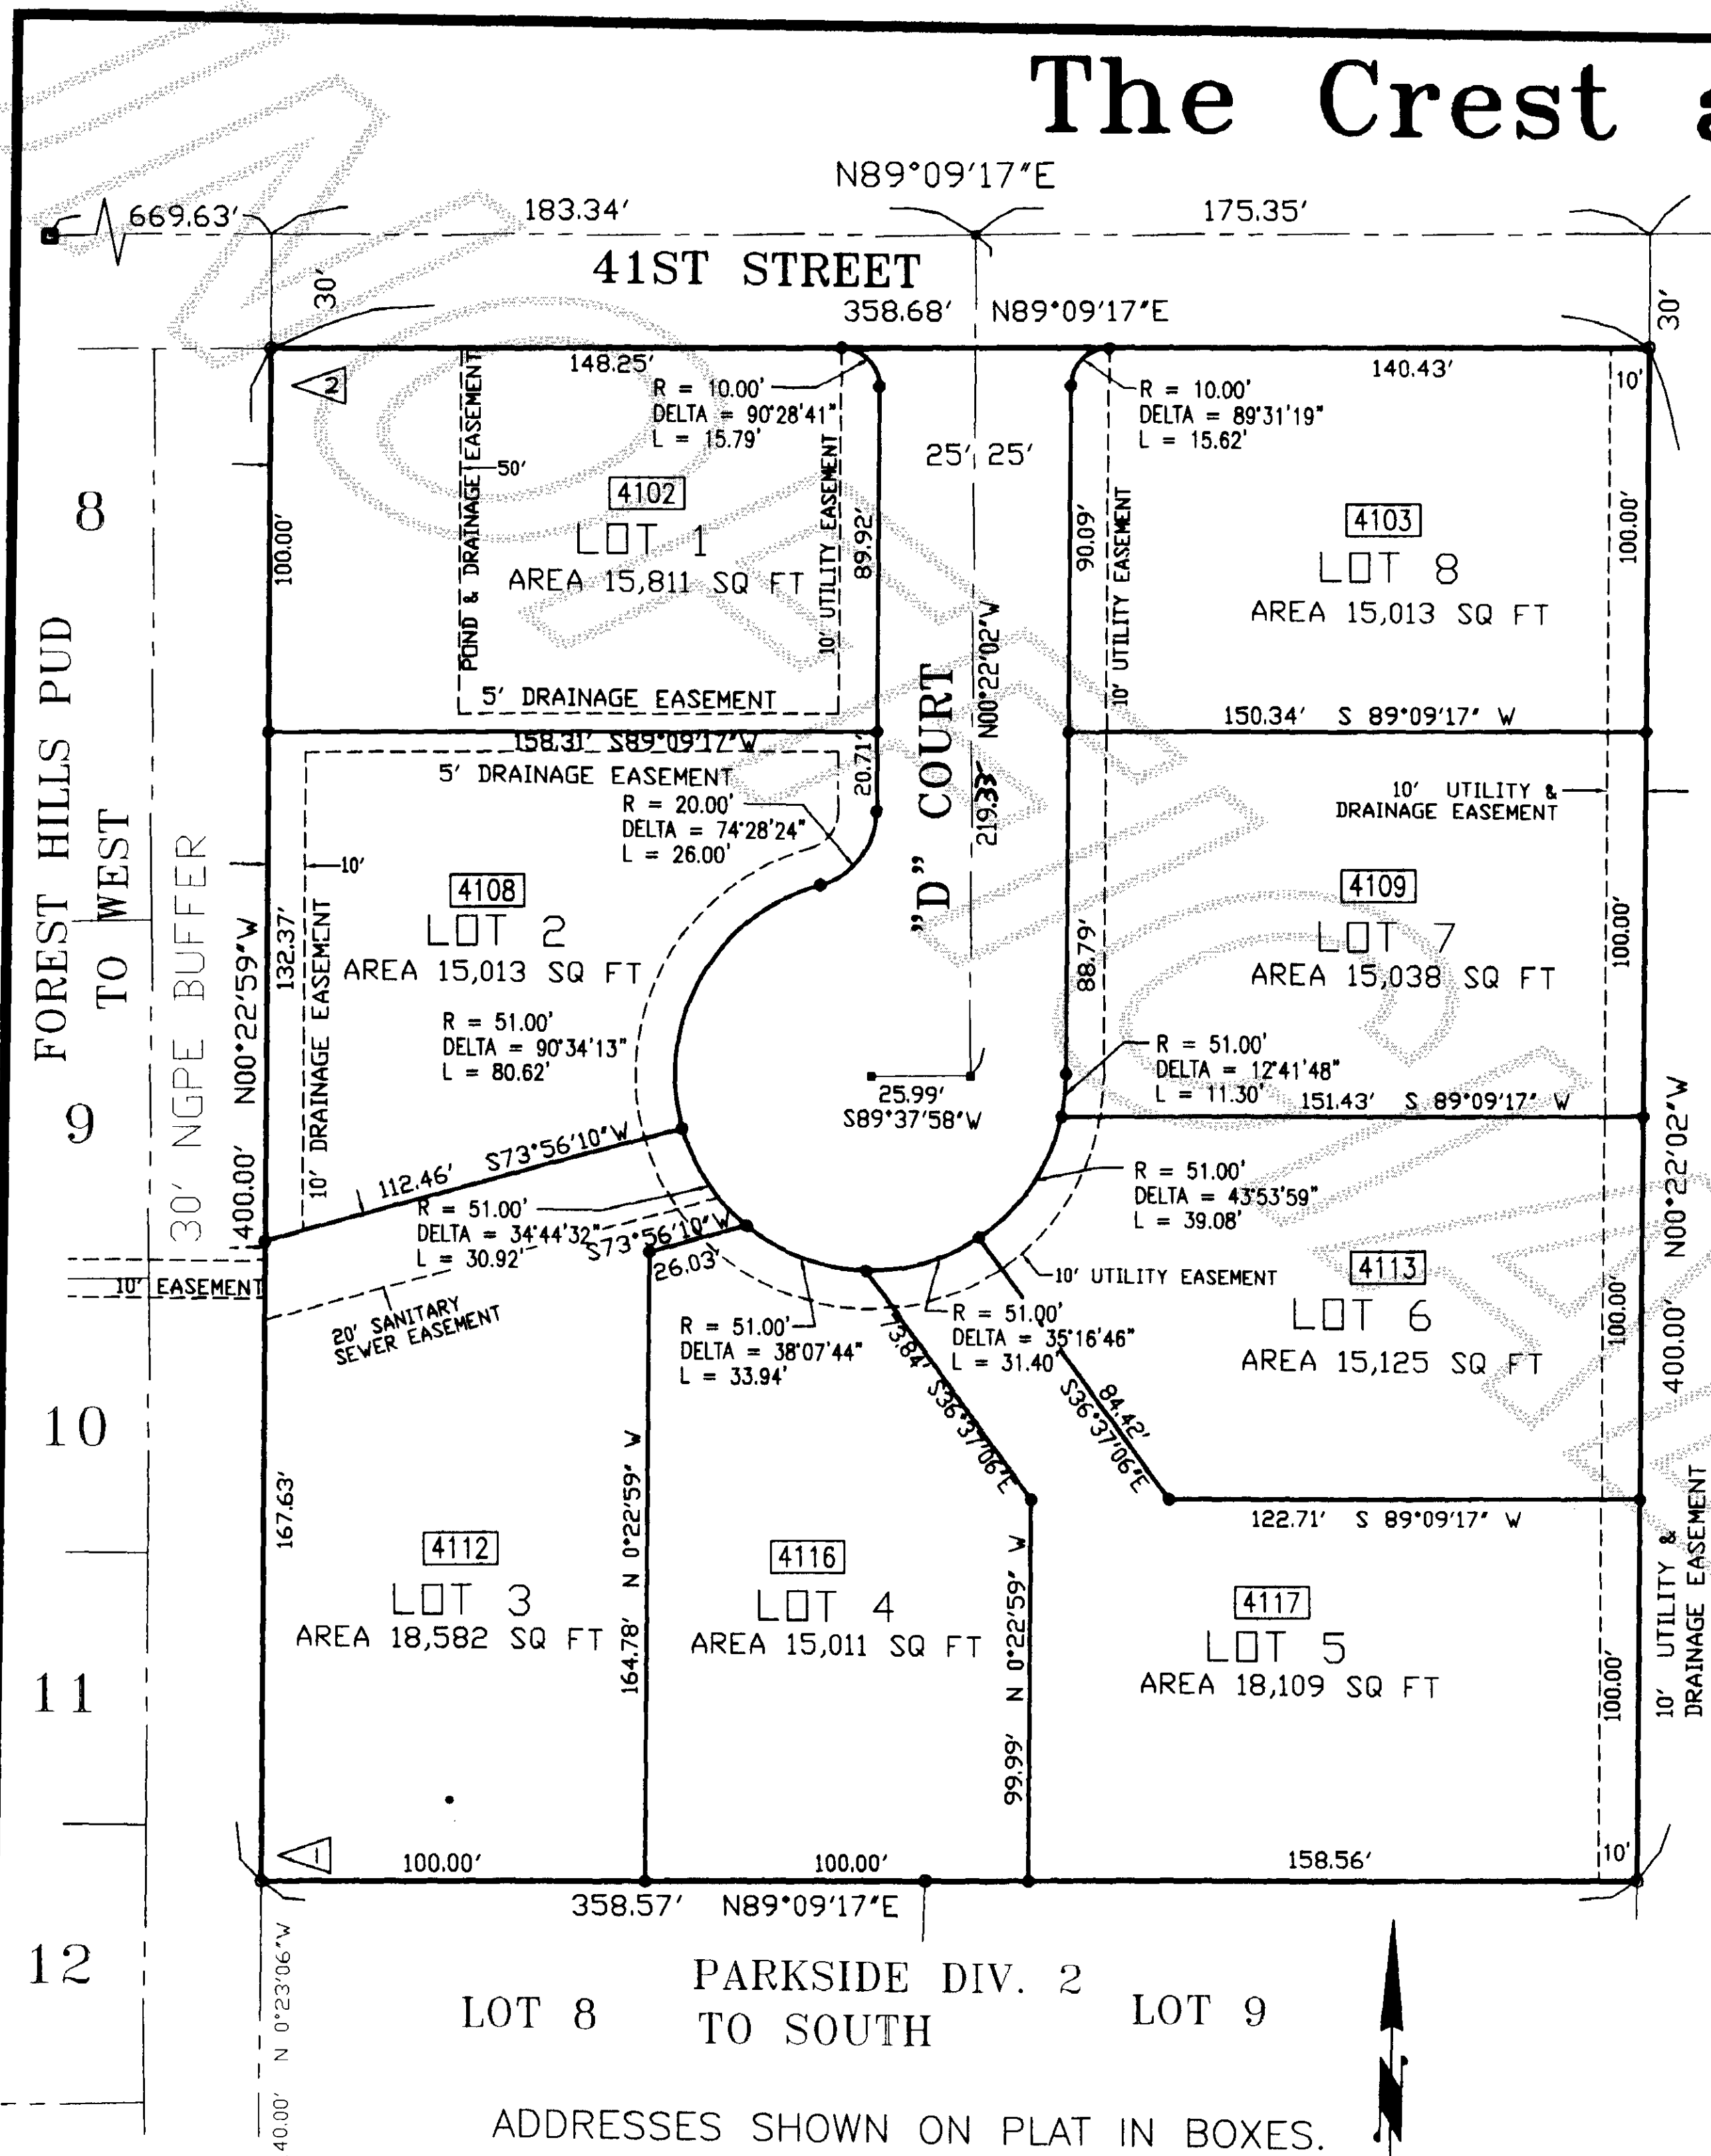 The Crest a
N89°09'17"E
669.63'
183.34'
175.35'
41ST STREET
30'
358.68' N89°09'17"E
30'
148.25'
140.43'
10'
2
R = 10.00'
DELTA = 90°28'41"
L = 15.79'
R = 10.00'
DELTA = 89°31'19"
L = 15.62'
25' 25'
50'
POND & DRAINAGE EASEMENT
10' UTILITY EASEMENT
89.92'
90.09'
10' UTILITY EASEMENT
100.00'
100.00'
4102
LOT 1
AREA 15,811 SQ FT
4103
LOT 8
AREA 15,013 SQ FT
5' DRAINAGE EASEMENT
158.31' S89°09'17"W
5' DRAINAGE EASEMENT
20.71'
150.34' S 89°09'17" W
"D" COURT
219.33 N00°22'02"W
R = 20.00'
DELTA = 74°28'24"
L = 26.00'
10' UTILITY &
DRAINAGE EASEMENT
10'
4108
LOT 2
AREA 15,013 SQ FT
4109
LOT 7
AREA 15,038 SQ FT
132.37'
10' DRAINAGE EASEMENT
88.79'
100.00'
R = 51.00'
DELTA = 90°34'13"
L = 80.62'
R = 51.00'
DELTA = 12°41'48"
L = 11.30'
25.99'
S89°37'58"W
151.43' S 89°09'17" W
112.46' S73°56'10"W
R = 51.00'
DELTA = 34°44'32"
L = 30.92'
S73°56'10"W
26.03'
R = 51.00'
DELTA = 43°53'59"
L = 39.08'
10' UTILITY EASEMENT
10' EASEMENT
20' SANITARY
SEWER EASEMENT
R = 51.00'
DELTA = 38°07'44"
L = 33.94'
R = 51.00'
DELTA = 35°16'46"
L = 31.40'
4113
LOT 6
AREA 15,125 SQ FT
100.00'
73.84' S36°37'06"E
84.42'
S36°37'06"E
122.71' S 89°09'17" W
400.00' N00°22'59"W
400.00' N00°22'02"W
167.63'
164.78' N 0°22'59" W
99.99' N 0°22'59" W
4112
LOT 3
AREA 18,582 SQ FT
4116
LOT 4
AREA 15,011 SQ FT
4117
LOT 5
AREA 18,109 SQ FT
100.00'
10' UTILITY &
DRAINAGE EASEMENT
1
100.00'
100.00'
158.56'
10'
358.57' N89°09'17"E
40.00' N 0°23'06"W
FOREST HILLS PUD
TO WEST
30' NGPE BUFFER
8
9
10
11
12
PARKSIDE DIV. 2
TO SOUTH
LOT 8
LOT 9
N
ADDRESSES SHOWN ON PLAT IN BOXES.